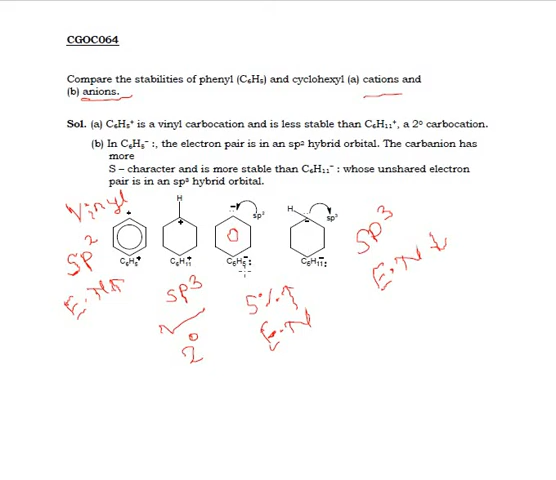 CGOC064
Compare the stabilities of phenyl (C₆H₅) and cyclohexyl (a) cations and
(b) anions.
Sol. (a) C₆H₅⁺ is a vinyl carbocation and is less stable than C₆H₁₁⁺, a 2° carbocation.
(b) In C₆H₅⁻ :, the electron pair is in an sp² hybrid orbital. The carbanion has
more
S – character and is more stable than C₆H₁₁⁻ : whose unshared electron
pair is in an sp³ hybrid orbital.
Vinyl
H
+
sp²
H
sp³
C₆H₅⁺
C₆H₁₁⁺
C₆H₅⁻:
C₆H₁₁⁻:
SP²
E.N↑
SP³
2°
S%↑
E.N
SP³
E.N↓